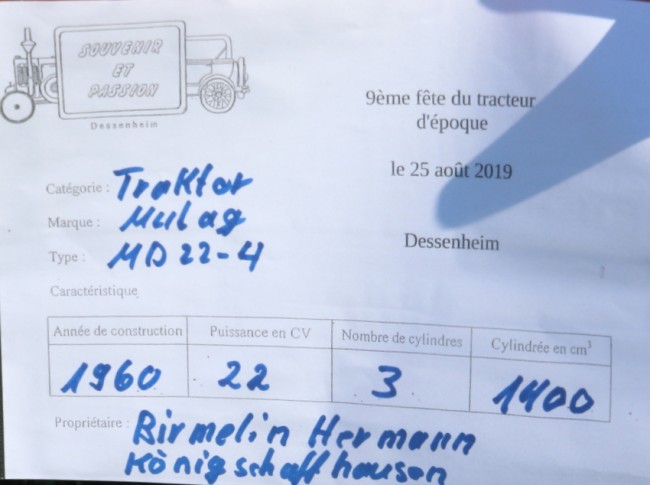 SOUVENIR
ET
PASSION
Dessenheim
9ème fête du tracteur
d'époque
le 25 août 2019
Dessenheim
Catégorie : Traktor
Marque : Mulag
Type : MD 22-4
Caractéristique
Année de construction Puissance en CV Nombre de cylindres Cylindrée en cm³
1960 22 3 1400
Propriétaire : Birmelin Hermann
Königschaffhausen